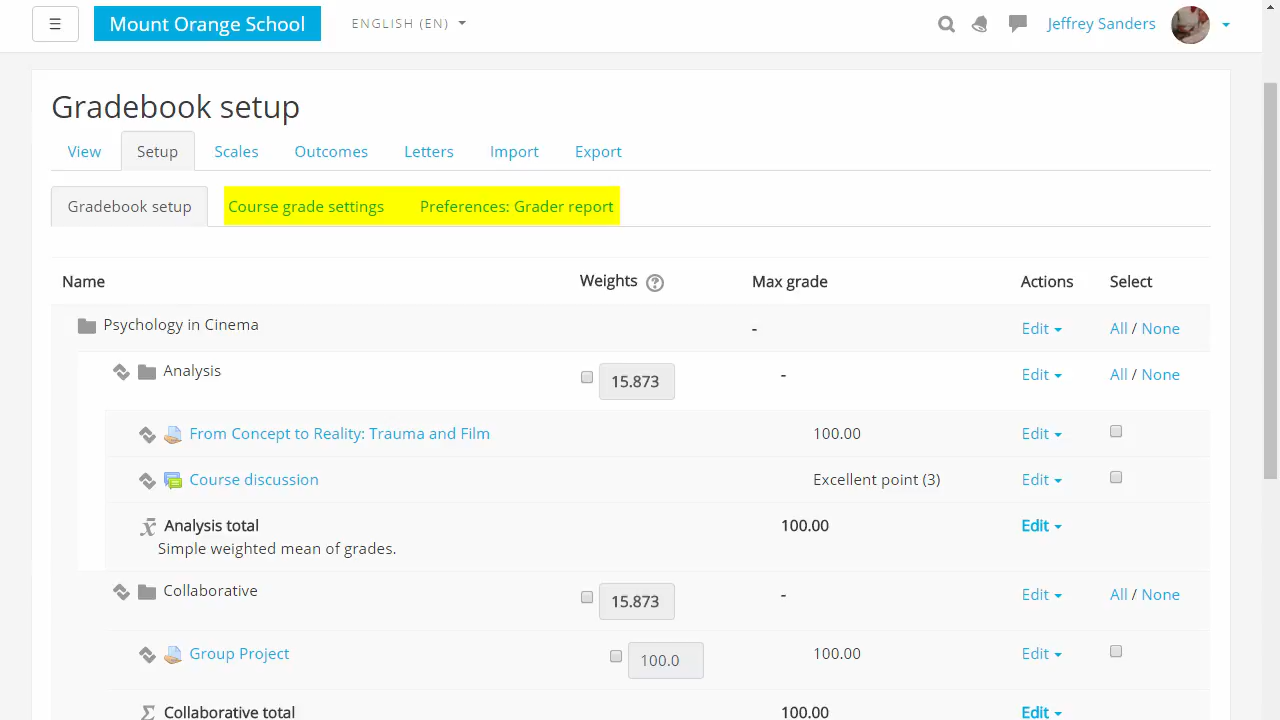 ☰ Mount Orange School ENGLISH (EN) Jeffrey Sanders
Gradebook setup
View Setup Scales Outcomes Letters Import Export
Gradebook setup Course grade settings Preferences: Grader report
Name Weights ? Max grade Actions Select
Psychology in Cinema - Edit All / None
Analysis 15.873 - Edit All / None
From Concept to Reality: Trauma and Film 100.00 Edit
Course discussion Excellent point (3) Edit
x̄ Analysis total 100.00 Edit
Simple weighted mean of grades.
Collaborative 15.873 - Edit All / None
Group Project 100.0 100.00 Edit
Σ Collaborative total 100.00 Edit